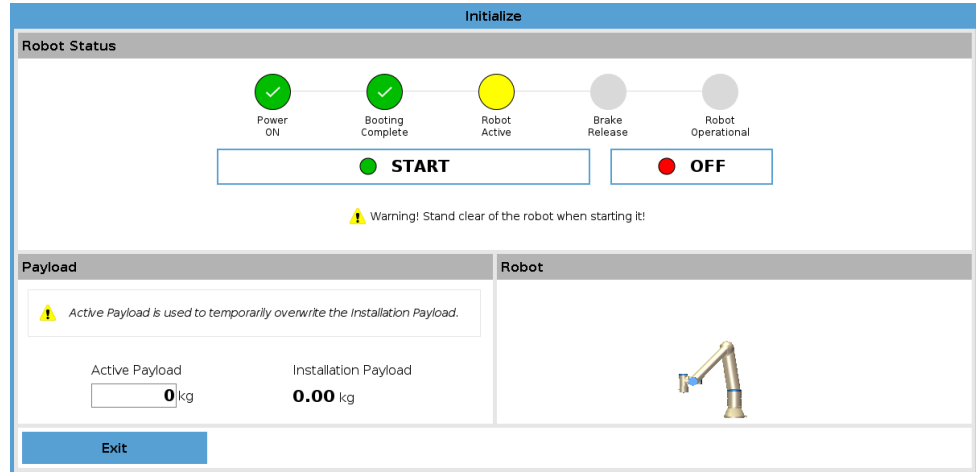 Initialize
Robot Status
Power
ON
Booting
Complete
Robot
Active
Brake
Release
Robot
Operational
START
OFF
Warning! Stand clear of the robot when starting it!
Payload
Active Payload is used to temporarily overwrite the Installation Payload.
Active Payload
0 kg
Installation Payload
0.00 kg
Robot
Exit